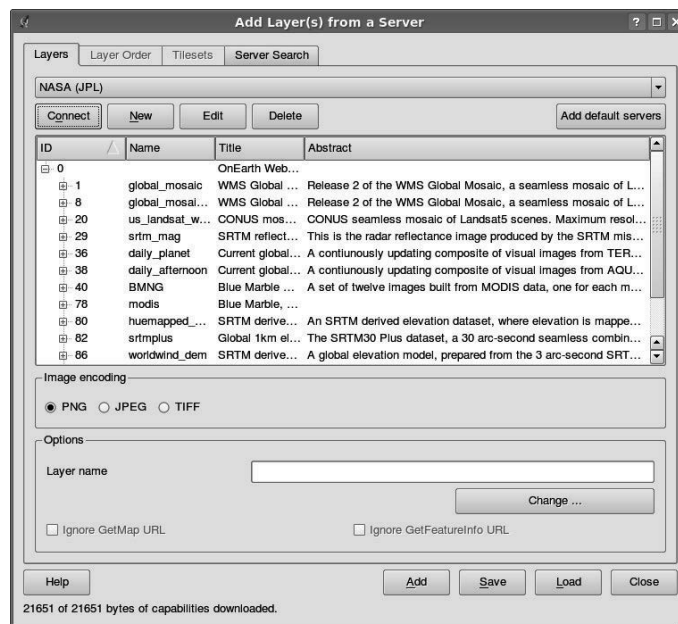 Add Layer(s) from a Server
Layers Layer Order Tilesets Server Search
NASA (JPL)
Connect New Edit Delete Add default servers
ID Name Title Abstract
0 OnEarth Web...
1 global_mosaic WMS Global ... Release 2 of the WMS Global Mosaic, a seamless mosaic of L...
8 global_mosai... WMS Global ... Release 2 of the WMS Global Mosaic, a seamless mosaic of L...
20 us_landsat_w... CONUS mos... CONUS seamless mosaic of Landsat5 scenes. Maximum resol...
29 srtm_mag SRTM reflect... This is the radar reflectance image produced by the SRTM mis...
36 daily_planet Current global... A contiunously updating composite of visual images from TER...
38 daily_afternoon Current global... A contiunously updating composite of visual images from AQU...
40 BMNG Blue Marble ... A set of twelve images built from MODIS data, one for each m...
78 modis Blue Marble, ...
80 huemapped_... SRTM derive... An SRTM derived elevation dataset, where elevation is mappe...
82 srtmplus Global 1km el... The SRTM30 Plus dataset, a 30 arc-second seamless combin...
86 worldwind_dem SRTM derive... A global elevation model, prepared from the 3 arc-second SRT...
Image encoding
PNG JPEG TIFF
Options
Layer name
Change ...
Ignore GetMap URL Ignore GetFeatureInfo URL
Help Add Save Load Close
21651 of 21651 bytes of capabilities downloaded.